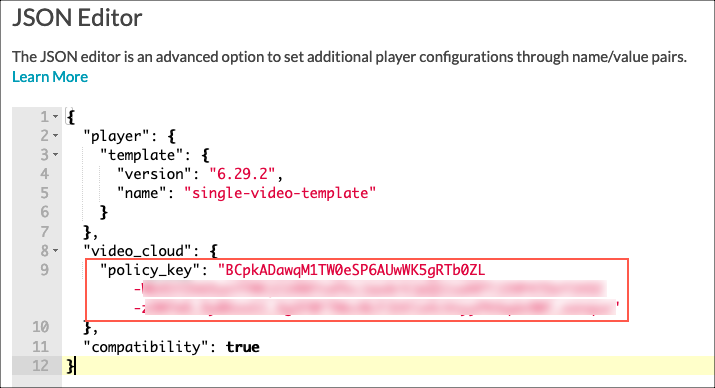 JSON Editor
The JSON editor is an advanced option to set additional player configurations through name/value pairs.
Learn More
1 {
2 "player": {
3 "template": {
4 "version": "6.29.2",
5 "name": "single-video-template"
6 }
7 },
8 "video_cloud": {
9 "policy_key": "BCpkADawqM1TW0eSP6AUwWK5gRTb0ZL
10 },
11 "compatibility": true
12 }